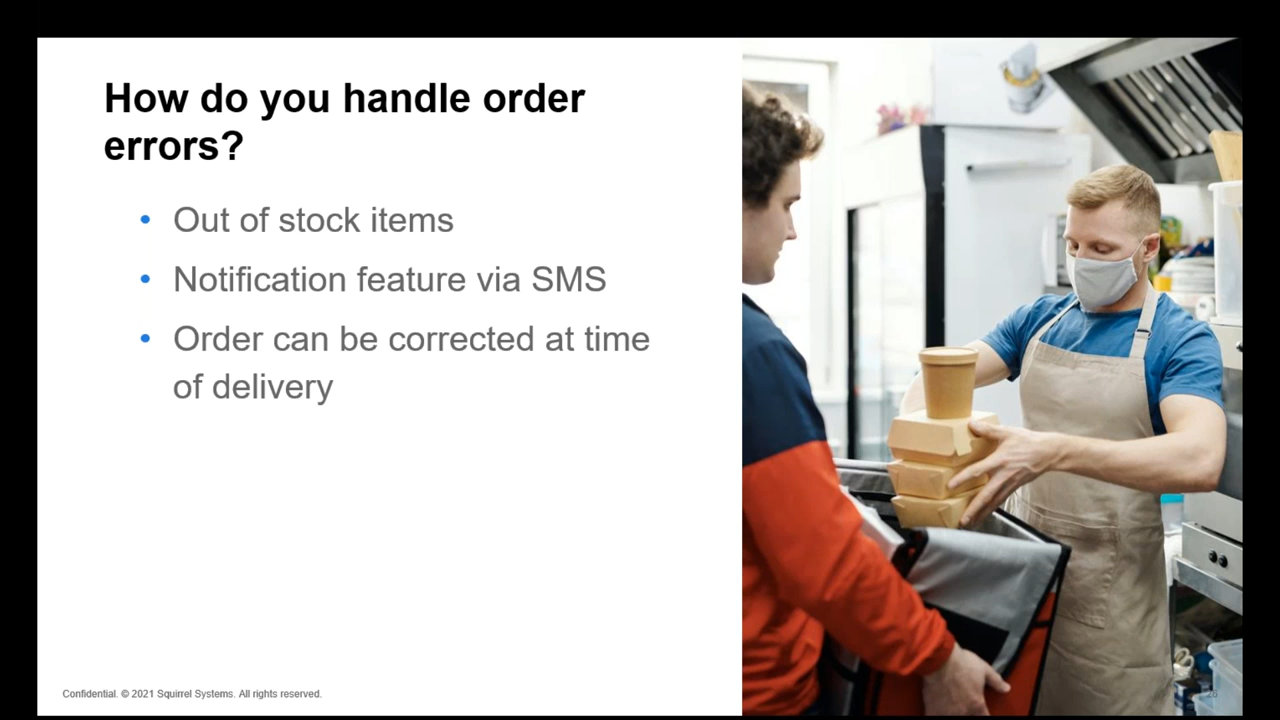 How do you handle order
errors?
• Out of stock items
• Notification feature via SMS
• Order can be corrected at time
of delivery
Confidential. © 2021 Squirrel Systems. All rights reserved.